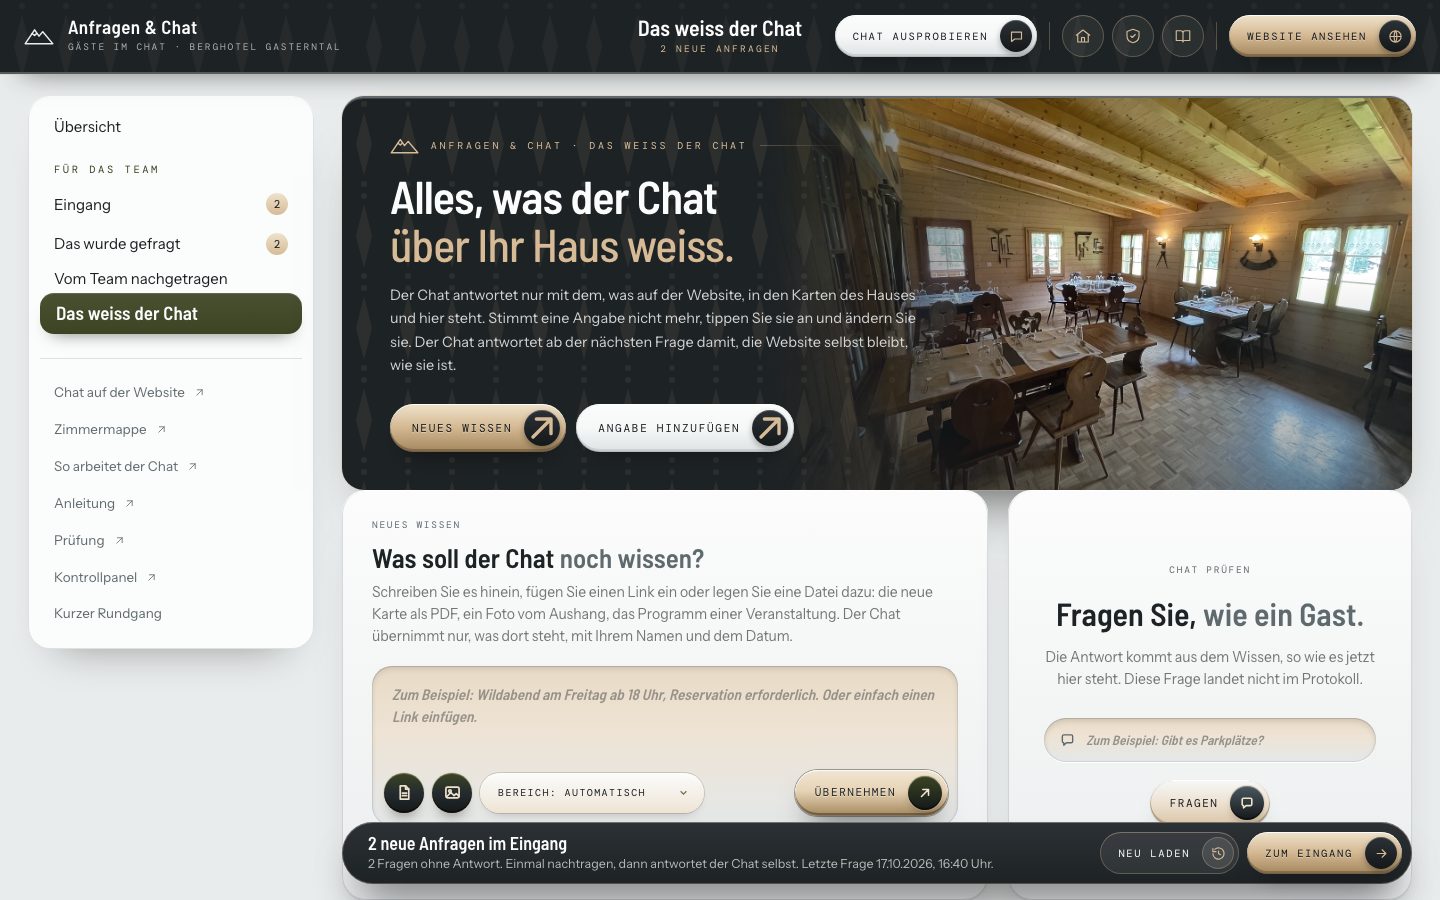 Anfragen & Chat
GÄSTE IM CHAT · BERGHOTEL GASTERNTAL
Das weiss der Chat
2 NEUE ANFRAGEN
CHAT AUSPROBIEREN
WEBSITE ANSEHEN
Übersicht
FÜR DAS TEAM
Eingang 2
Das wurde gefragt 2
Vom Team nachgetragen
Das weiss der Chat
Chat auf der Website
Zimmermappe
So arbeitet der Chat
Anleitung
Prüfung
Kontrollpanel
Kurzer Rundgang
ANFRAGEN & CHAT · DAS WEISS DER CHAT
Alles, was der Chat
über Ihr Haus weiss.
Der Chat antwortet nur mit dem, was auf der Website, in den Karten des Hauses
und hier steht. Stimmt eine Angabe nicht mehr, tippen Sie sie an und ändern Sie
sie. Der Chat antwortet ab der nächsten Frage damit, die Website selbst bleibt,
wie sie ist.
NEUES WISSEN
ANGABE HINZUFÜGEN
NEUES WISSEN
Was soll der Chat noch wissen?
Schreiben Sie es hinein, fügen Sie einen Link ein oder legen Sie eine Datei dazu: die neue
Karte als PDF, ein Foto vom Aushang, das Programm einer Veranstaltung. Der Chat
übernimmt nur, was dort steht, mit Ihrem Namen und dem Datum.
Zum Beispiel: Wildabend am Freitag ab 18 Uhr, Reservation erforderlich. Oder einfach einen
Link einfügen.
BEREICH: AUTOMATISCH
ÜBERNEHMEN
CHAT PRÜFEN
Fragen Sie, wie ein Gast.
Die Antwort kommt aus dem Wissen, so wie es jetzt
hier steht. Diese Frage landet nicht im Protokoll.
Zum Beispiel: Gibt es Parkplätze?
FRAGEN
2 neue Anfragen im Eingang
2 Fragen ohne Antwort. Einmal nachtragen, dann antwortet der Chat selbst. Letzte Frage 17.10.2026, 16:40 Uhr.
NEU LADEN
ZUM EINGANG